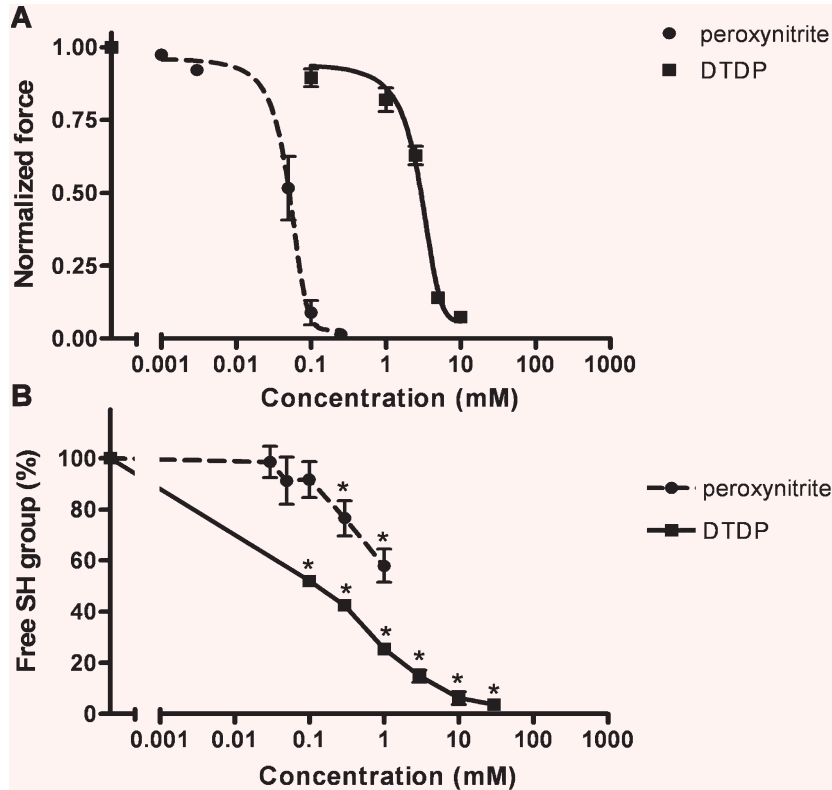 A
peroxynitrite
DTDP
Normalized force
1.00
0.75
0.50
0.25
0.00
0.001 0.01 0.1 1 10 100 1000
Concentration (mM)
B
peroxynitrite
DTDP
Free SH group (%)
100
80
60
40
20
0
* *
* * * * * *
0.001 0.01 0.1 1 10 100 1000
Concentration (mM)